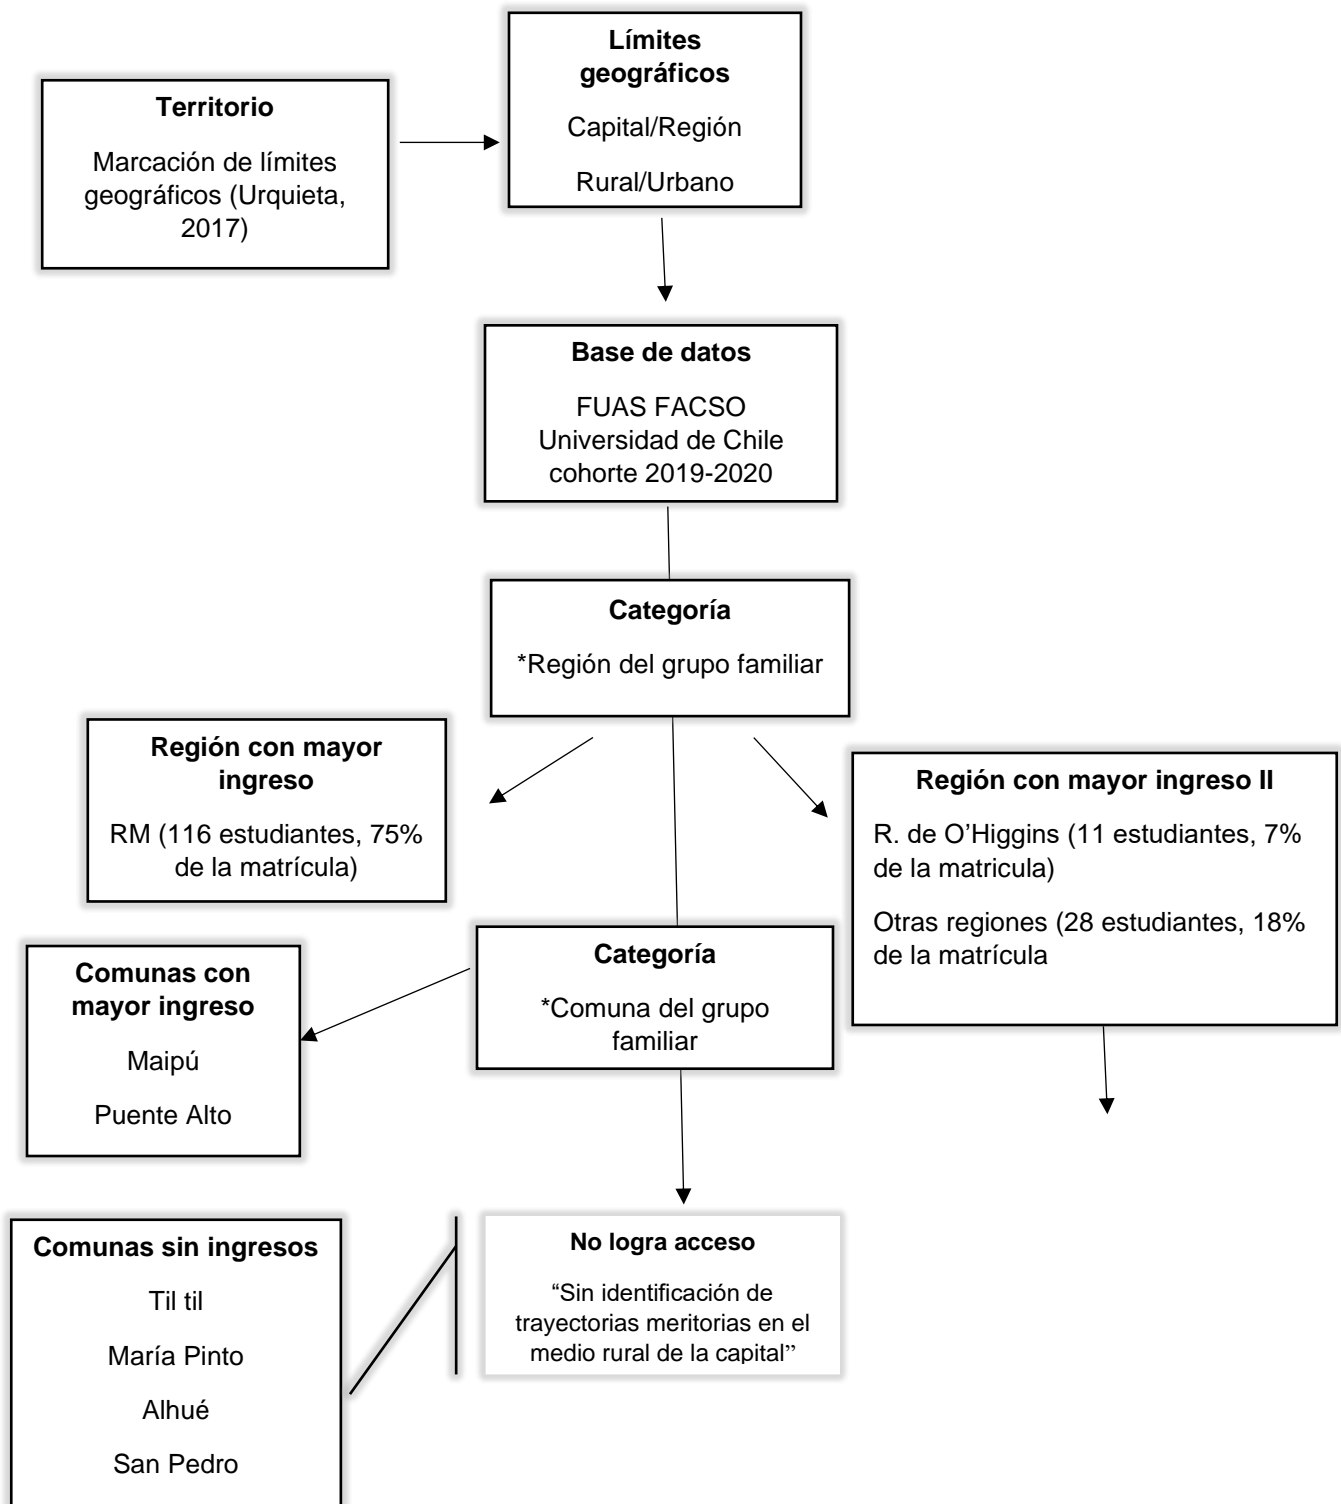 Límites
geográficos
Capital/Región
Rural/Urbano
Territorio
Marcación de límites
geográficos (Urquieta,
2017)
Base de datos
FUAS FACSO
Universidad de Chile
cohorte 2019-2020
Categoría
*Región del grupo familiar
Región con mayor
ingreso
RM (116 estudiantes, 75%
de la matrícula)
Región con mayor ingreso II
R. de O’Higgins (11 estudiantes, 7%
de la matricula)
Otras regiones (28 estudiantes, 18%
de la matrícula
Categoría
*Comuna del grupo
familiar
Comunas con
mayor ingreso
Maipú
Puente Alto
No logra acceso
“Sin identificación de
trayectorias meritorias en el
medio rural de la capital”
Comunas sin ingresos
Til til
María Pinto
Alhué
San Pedro